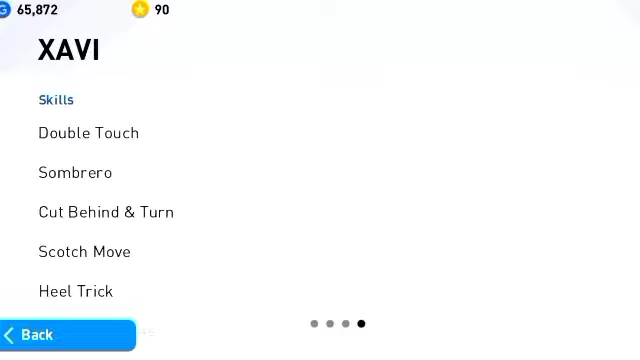 G 65,872 90
XAVI
Skills
Double Touch
Sombrero
Cut Behind & Turn
Scotch Move
Heel Trick
Back